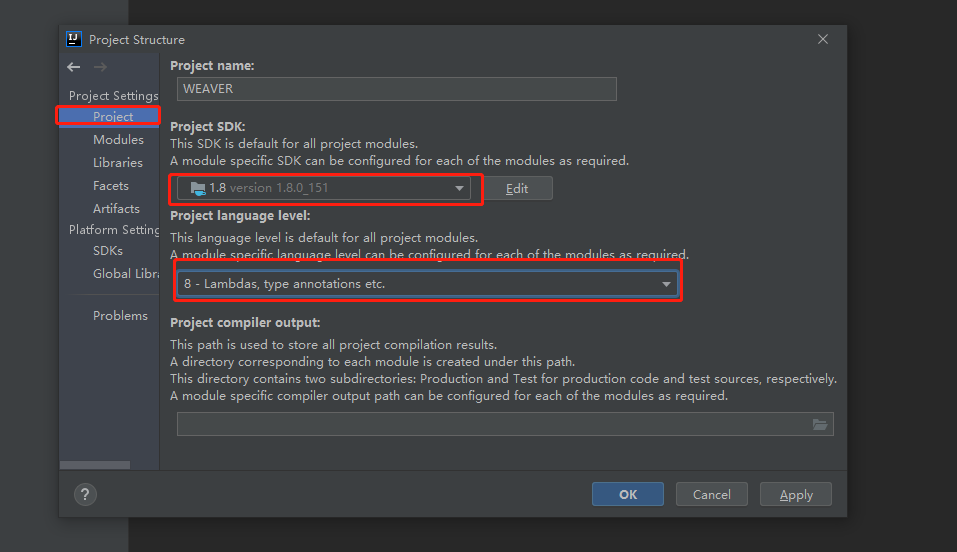 IJ Project Structure
Project Settings
Project
Modules
Libraries
Facets
Artifacts
Platform Setting
SDKs
Global Libra
Problems
Project name:
WEAVER
Project SDK:
This SDK is default for all project modules.
A module specific SDK can be configured for each of the modules as required.
1.8 version 1.8.0_151
Edit
Project language level:
This language level is default for all project modules.
A module specific language level can be configured for each of the modules as required.
8 - Lambdas, type annotations etc.
Project compiler output:
This path is used to store all project compilation results.
A directory corresponding to each module is created under this path.
This directory contains two subdirectories: Production and Test for production code and test sources, respectively.
A module specific compiler output path can be configured for each of the modules as required.
?
OK
Cancel
Apply